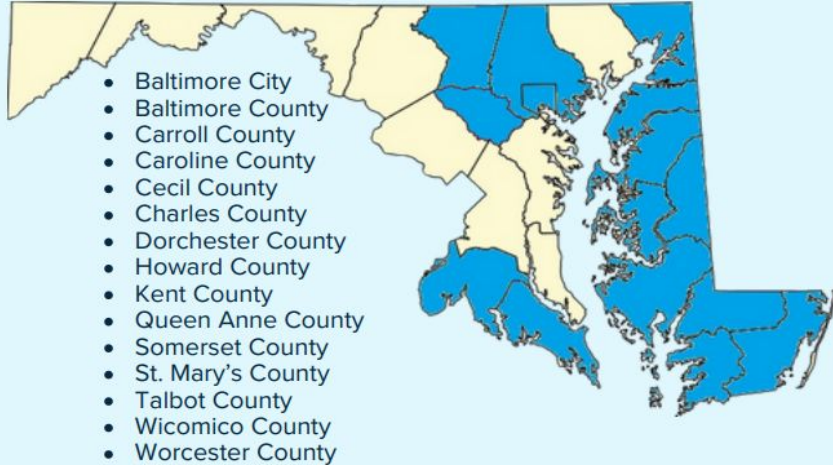 • Baltimore City
• Baltimore County
• Carroll County
• Caroline County
• Cecil County
• Charles County
• Dorchester County
• Howard County
• Kent County
• Queen Anne County
• Somerset County
• St. Mary's County
• Talbot County
• Wicomico County
• Worcester County